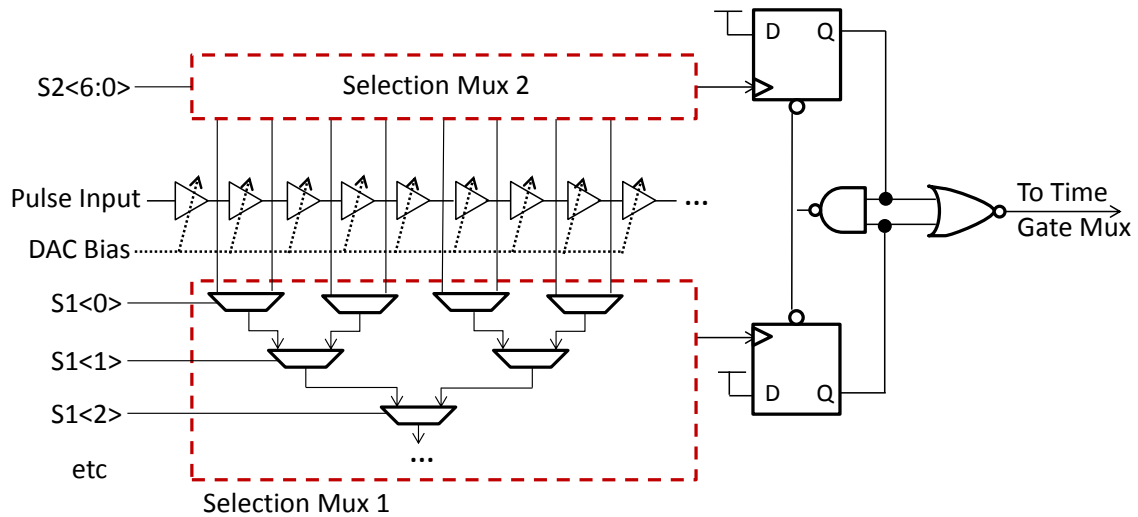 D Q
S2<6:0>
Selection Mux 2
Pulse Input
...
To Time
Gate Mux
DAC Bias
S1<0>
S1<1>
D Q
S1<2>
...
etc
Selection Mux 1